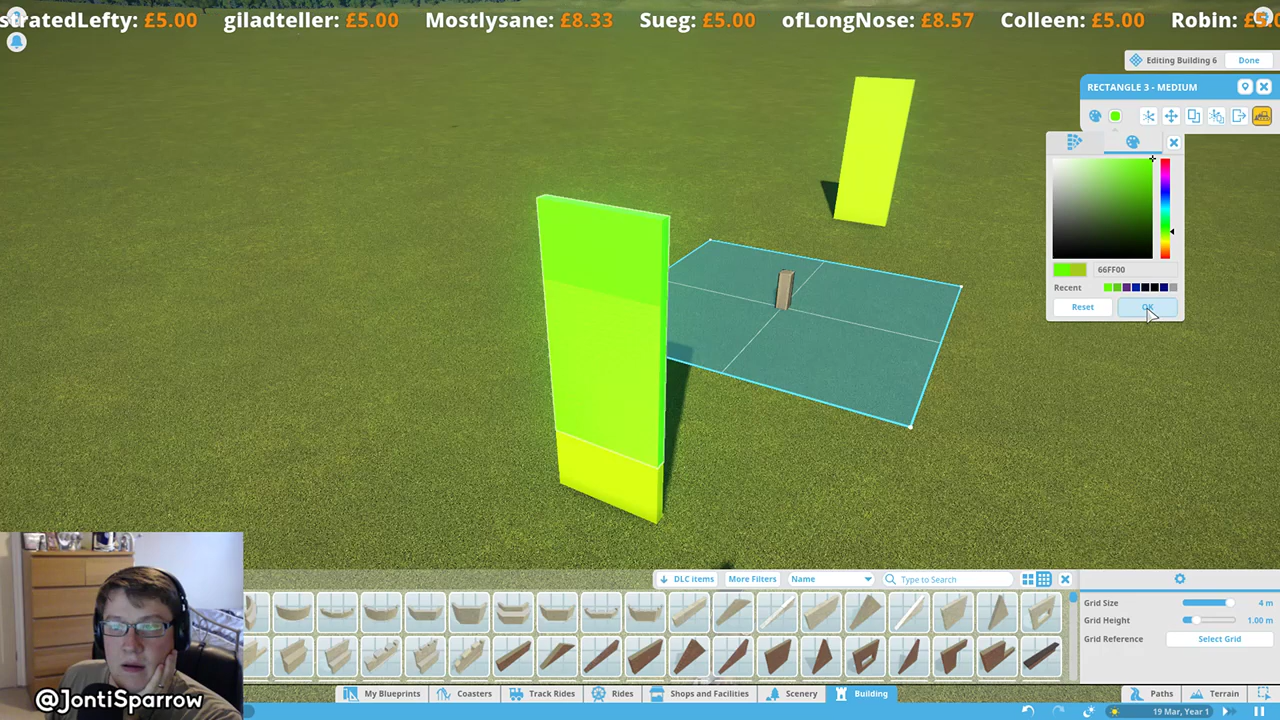 stratedLefty: £5.00 giladteller: £5.00 Mostlysane: £8.33 Sueg: £5.00 ofLongNose: £8.57 Colleen: £5.00 Robin:
Editing Building 6 Done
RECTANGLE 3 - MEDIUM
66FF00
Recent
Reset OK
DLC items More Filters Name Type to Search
Grid Size 4 m
Grid Height 1.00 m
Grid Reference Select Grid
@JontiSparrow
My Blueprints Coasters Track Rides Rides Shops and Facilities Scenery Building Paths Terrain
19 Mar, Year 1